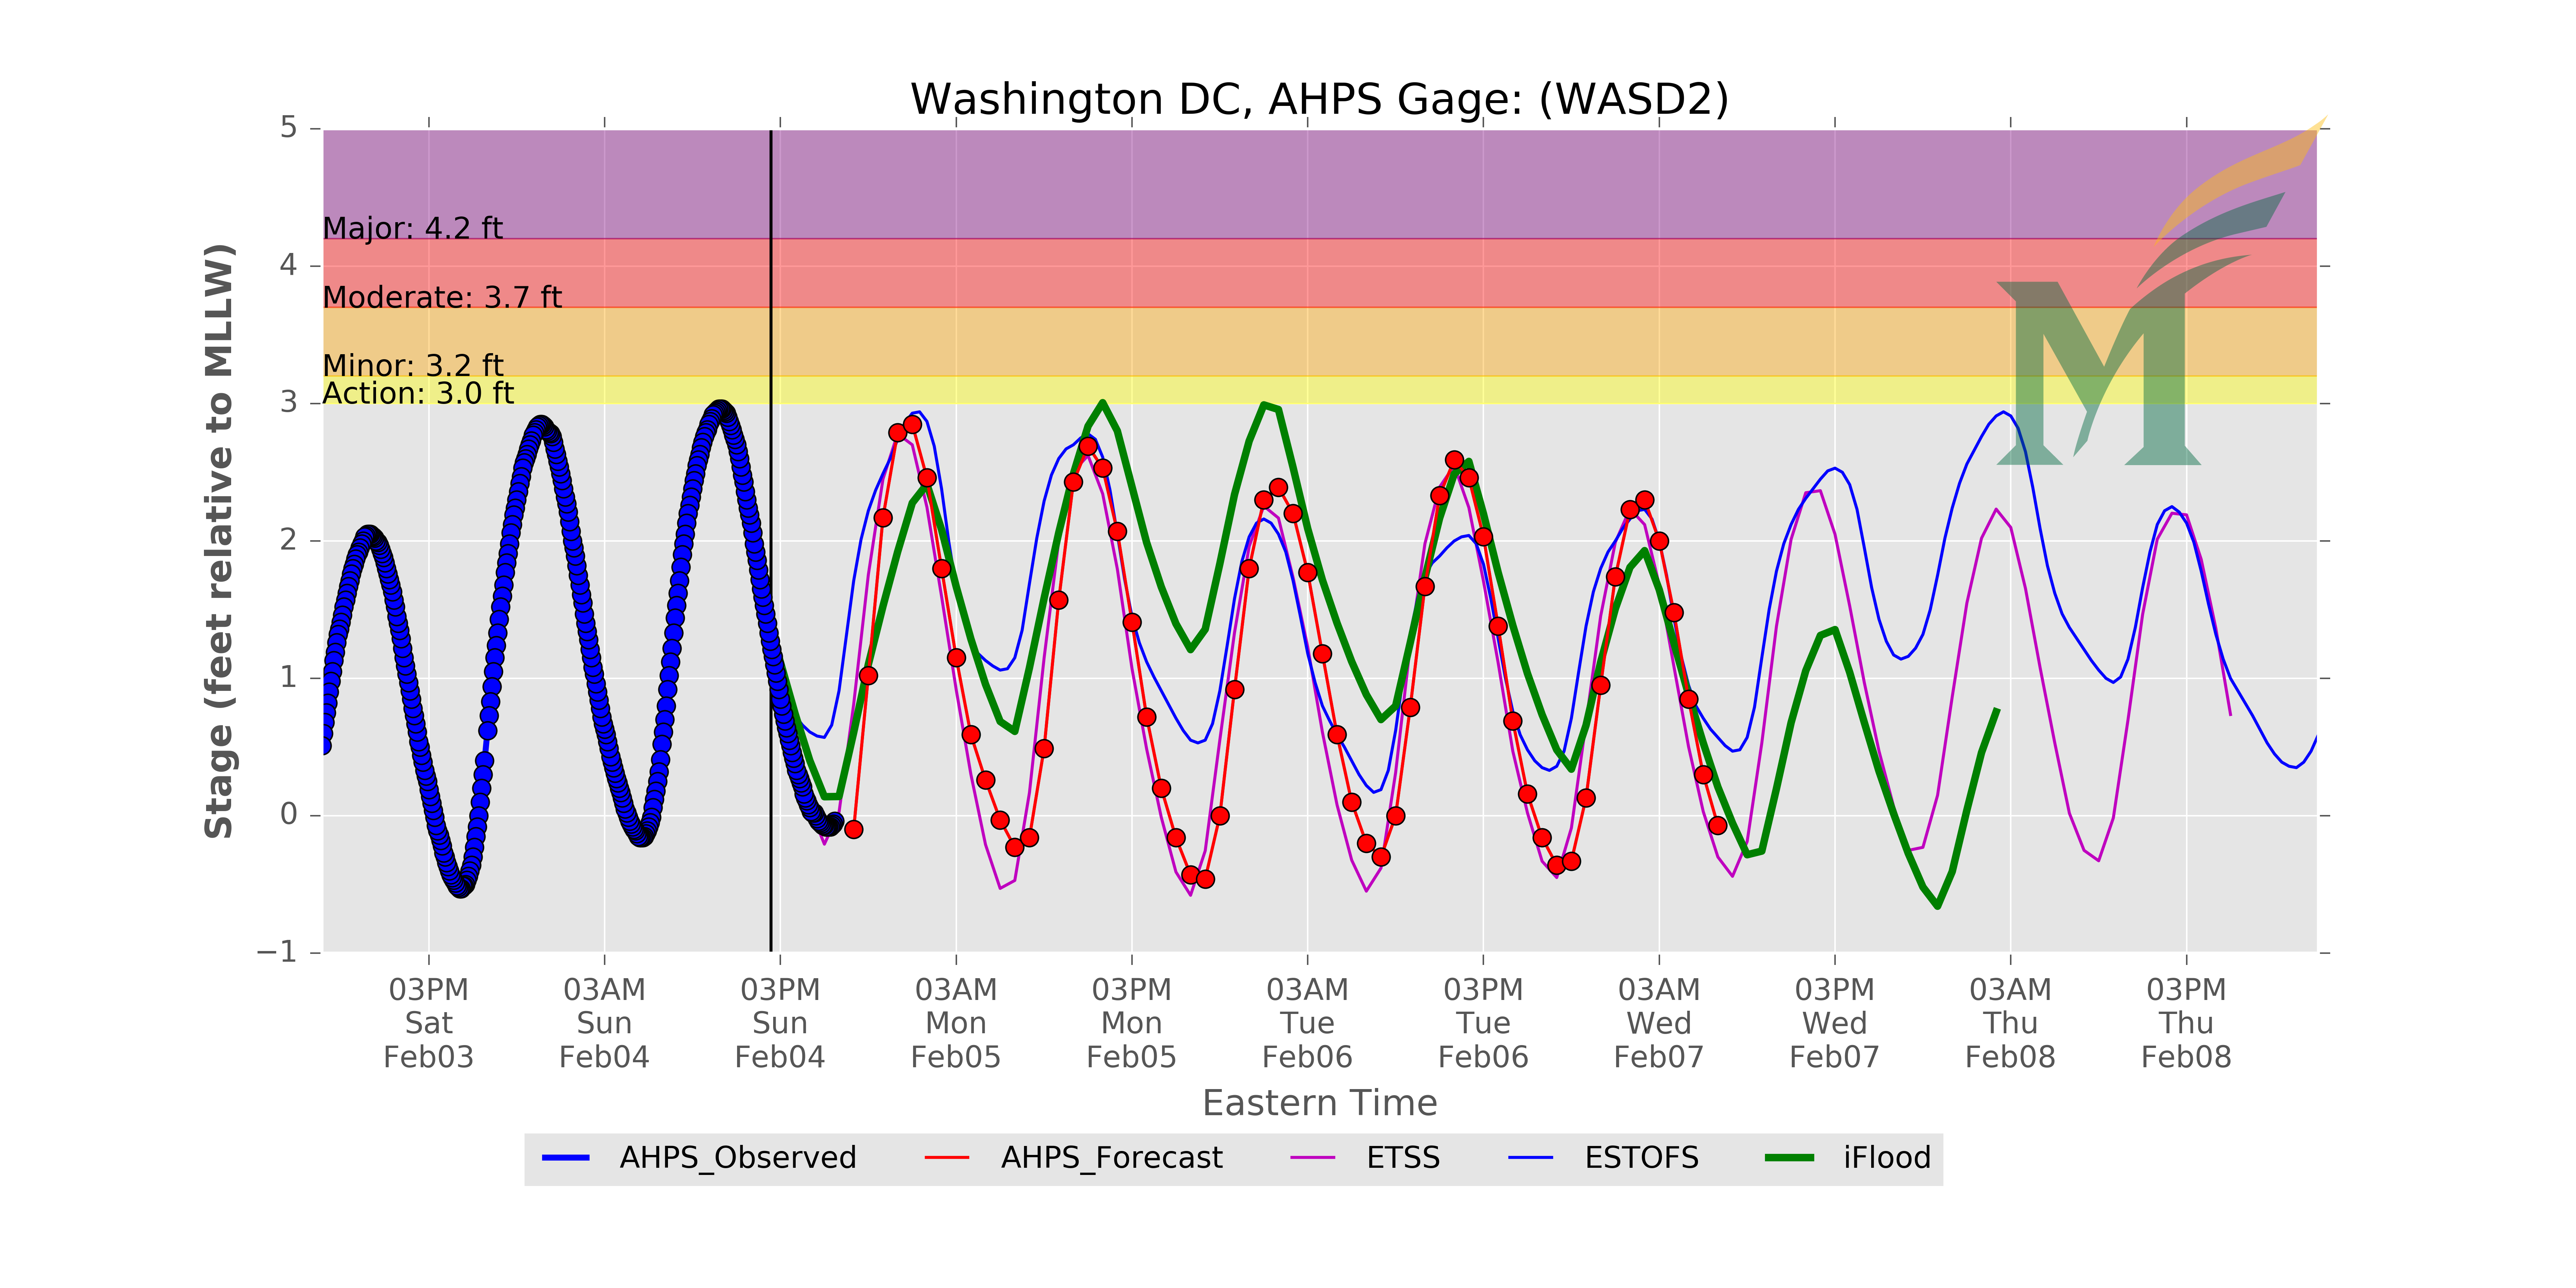 Washington DC, AHPS Gage: (WASD2)
Stage (feet relative to MLLW)
5
4
3
2
1
0
−1
Major: 4.2 ft
Moderate: 3.7 ft
Minor: 3.2 ft
Action: 3.0 ft
M
03PM 03AM 03PM 03AM 03PM 03AM 03PM 03AM 03PM 03AM 03PM
Sat Sun Sun Mon Mon Tue Tue Wed Wed Thu Thu
Feb03 Feb04 Feb04 Feb05 Feb05 Feb06 Feb06 Feb07 Feb07 Feb08 Feb08
Eastern Time
AHPS_Observed AHPS_Forecast ETSS ESTOFS iFlood